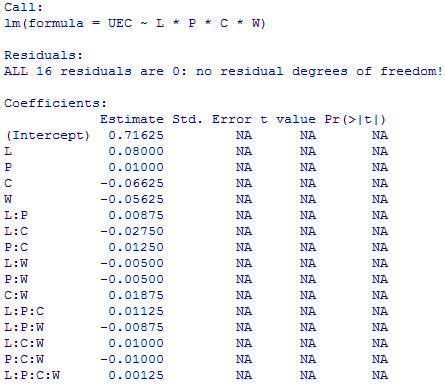 Call:
lm(formula = UEC ~ L * P * C * W)
Residuals:
ALL 16 residuals are 0: no residual degrees of freedom!
Coefficients:
Estimate Std. Error t value Pr(>|t|)
(Intercept) 0.71625 NA NA NA
L 0.08000 NA NA NA
P 0.01000 NA NA NA
C -0.06625 NA NA NA
W -0.05625 NA NA NA
L:P 0.00875 NA NA NA
L:C -0.02750 NA NA NA
P:C 0.01250 NA NA NA
L:W -0.00500 NA NA NA
P:W -0.00500 NA NA NA
C:W 0.01875 NA NA NA
L:P:C 0.01125 NA NA NA
L:P:W -0.00875 NA NA NA
L:C:W 0.01000 NA NA NA
P:C:W -0.01000 NA NA NA
L:P:C:W 0.00125 NA NA NA